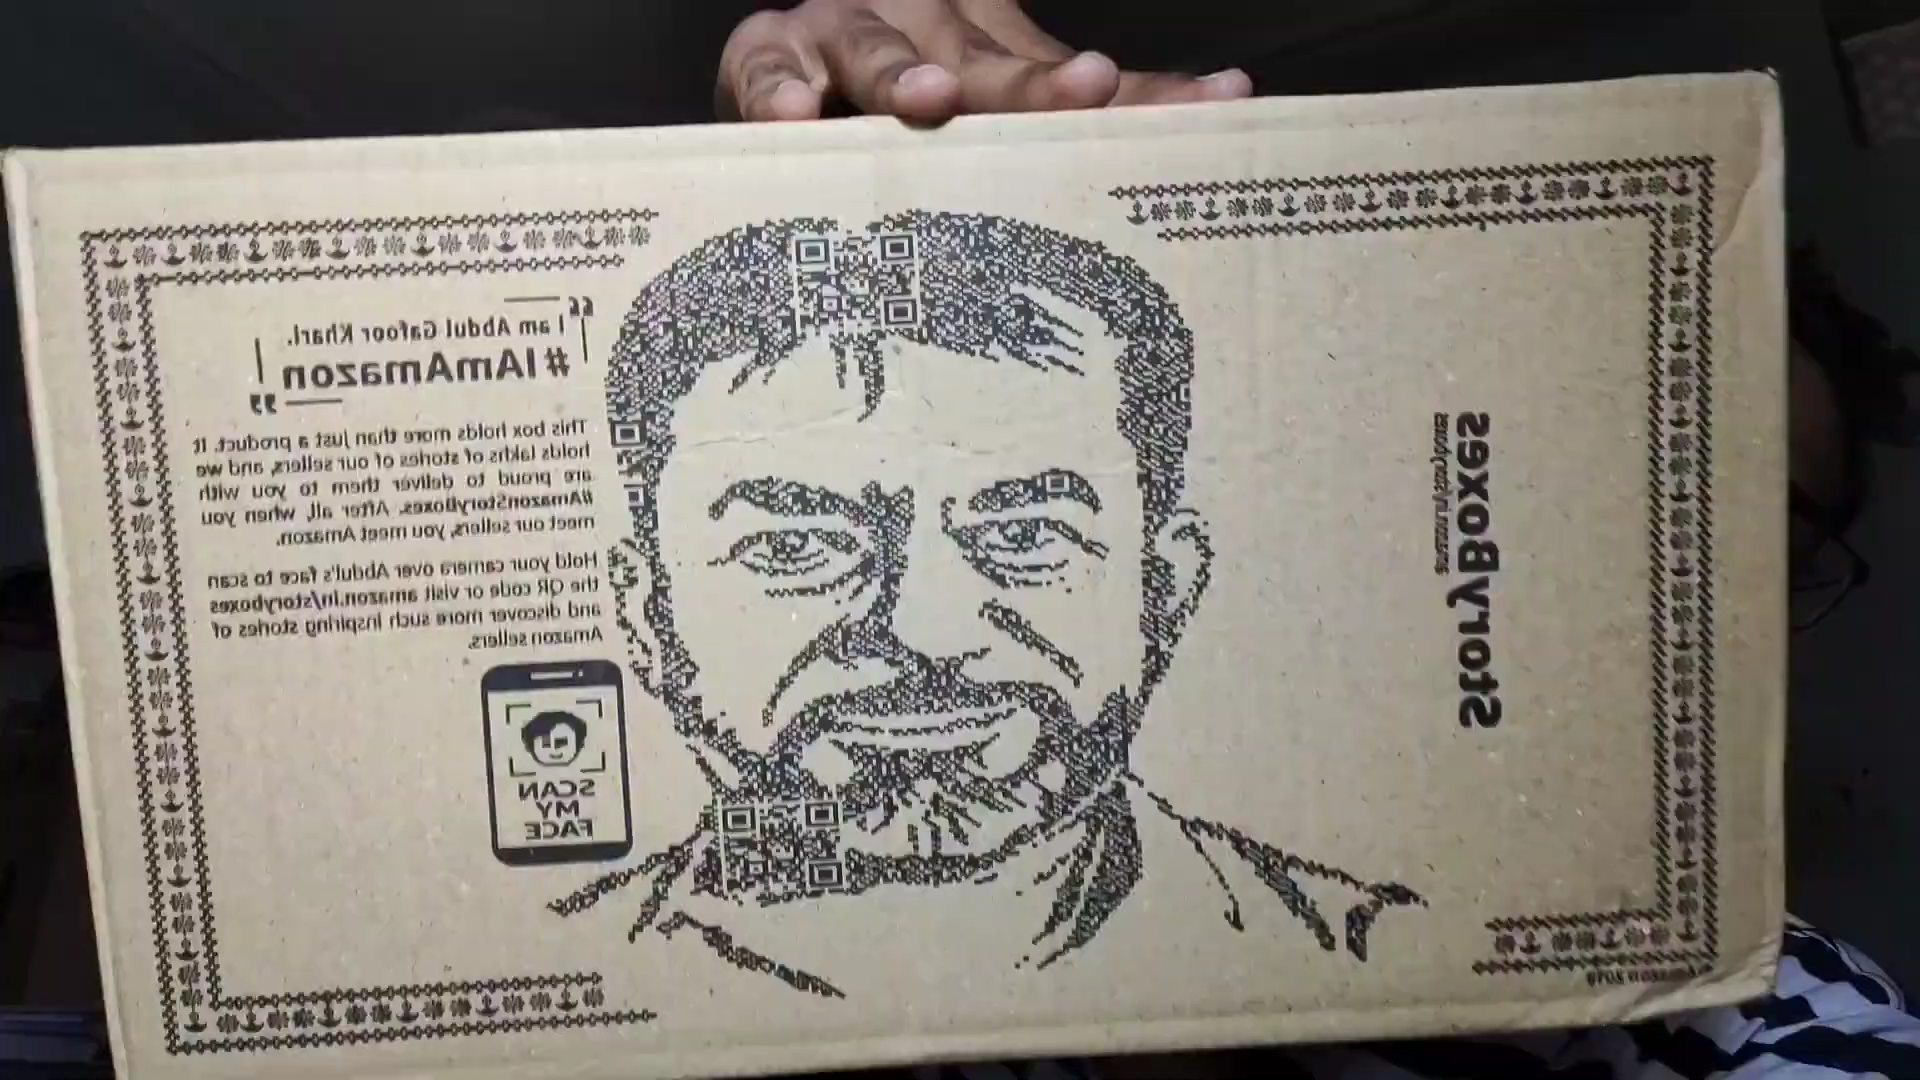 I am Abdul Gafoor Khari.
#IAmAmazon
This box holds more than just a product. It
holds lakhs of stories of our sellers, and we
are proud to deliver them to you with
#AmazonStoryBoxes. After all, when you
meet our sellers, you meet Amazon.
Hold your camera over Abdul's face to scan
the QR code or visit amazon.in/storyboxes
and discover more such inspiring stories of
Amazon sellers.
SCAN
MY
FACE
StoryBoxes